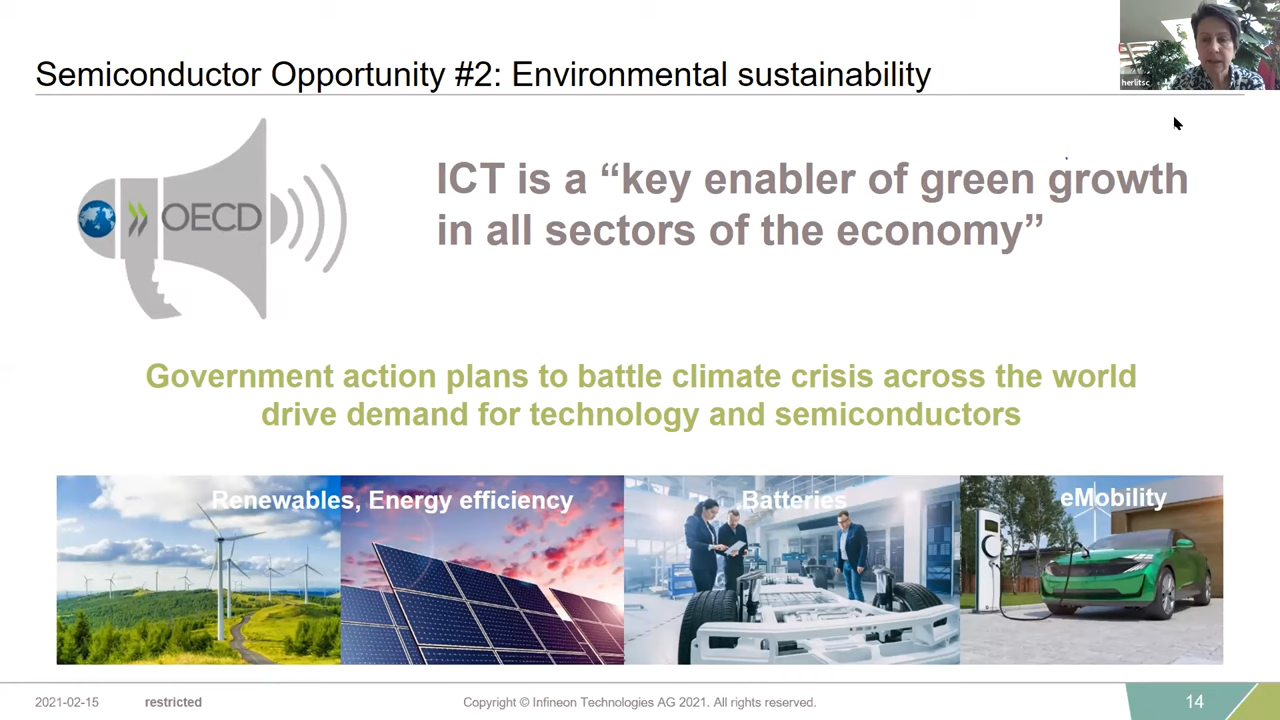 Semiconductor Opportunity #2: Environmental sustainability
herlitsc
OECD
ICT is a “key enabler of green growth
in all sectors of the economy”
Government action plans to battle climate crisis across the world
drive demand for technology and semiconductors
Renewables, Energy efficiency
Batteries
eMobility
2021-02-15
restricted
Copyright © Infineon Technologies AG 2021. All rights reserved.
14